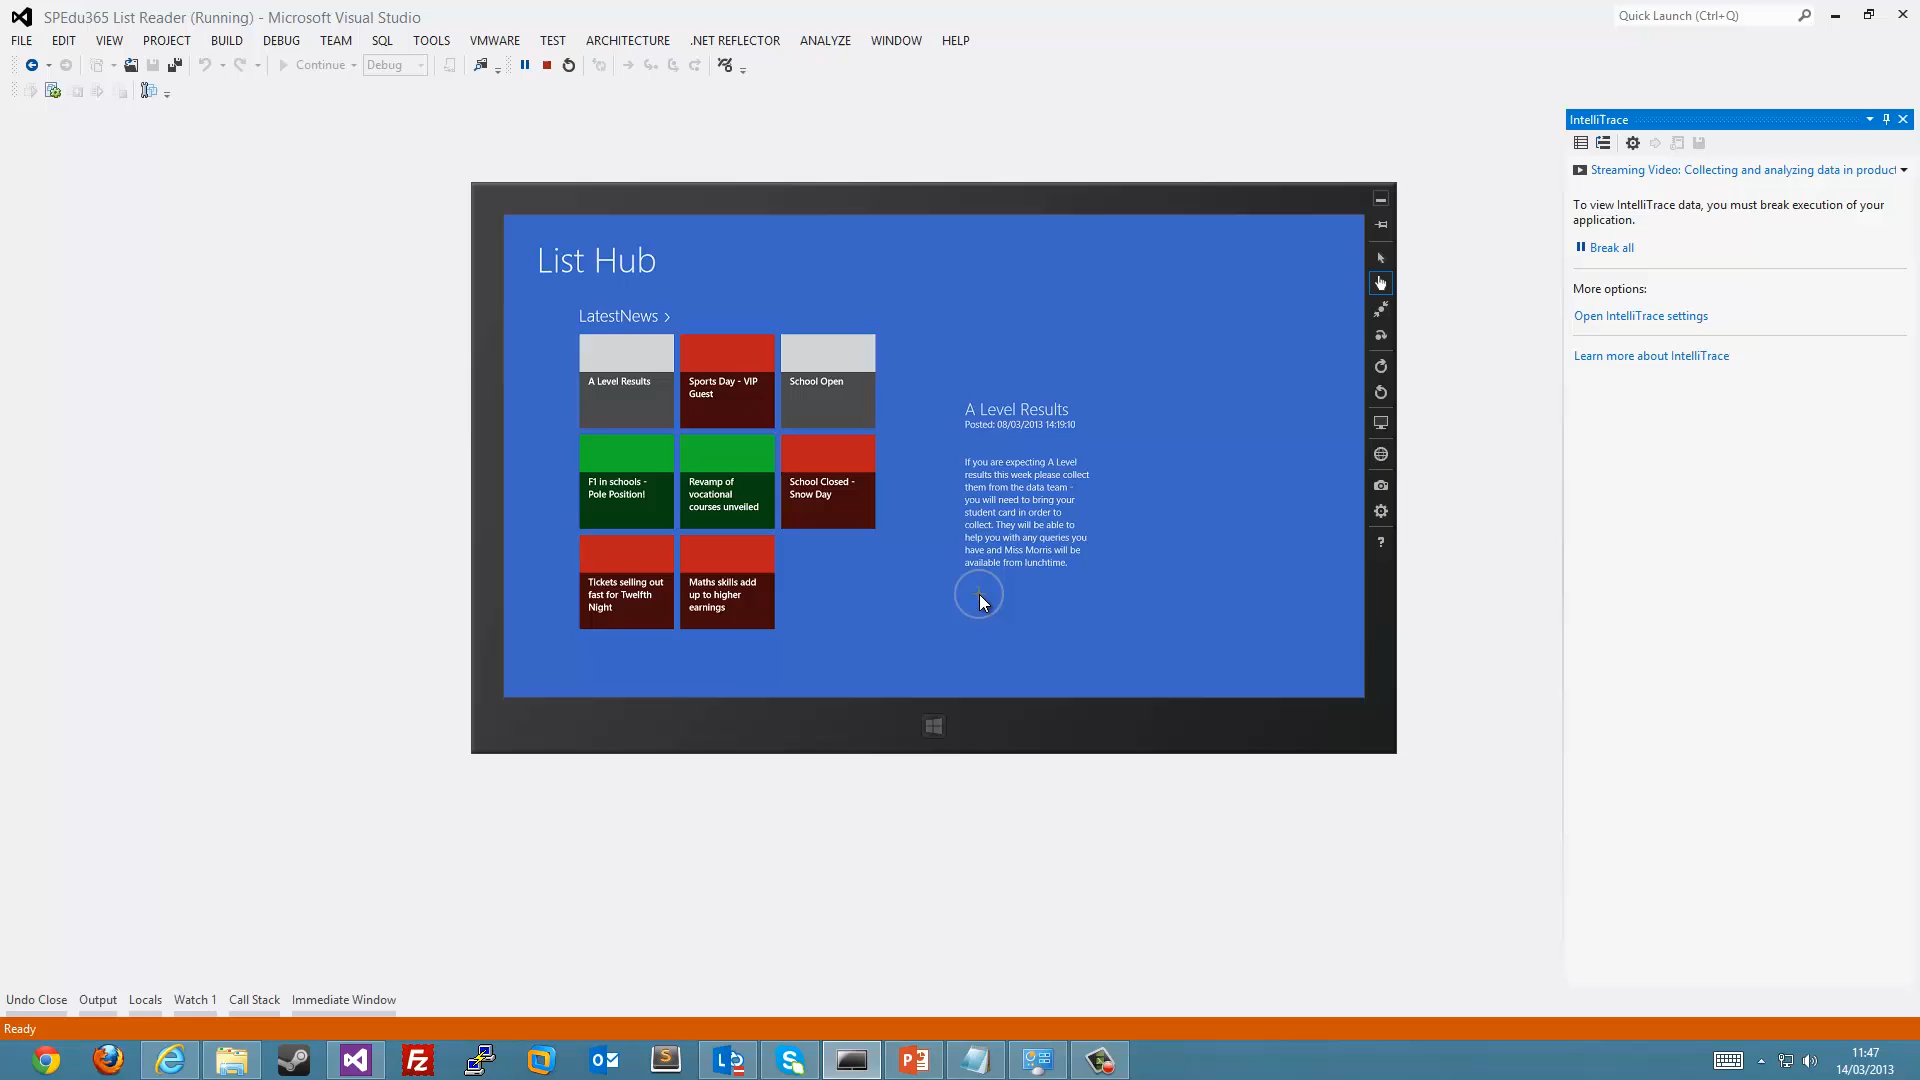 SPEdu365 List Reader (Running) - Microsoft Visual Studio
Quick Launch (Ctrl+Q)
FILE EDIT VIEW PROJECT BUILD DEBUG TEAM SQL TOOLS VMWARE TEST ARCHITECTURE .NET REFLECTOR ANALYZE WINDOW HELP
Continue Debug
IntelliTrace
Streaming Video: Collecting and analyzing data in product
To view IntelliTrace data, you must break execution of your
application.
Break all
More options:
Open IntelliTrace settings
Learn more about IntelliTrace
List Hub
LatestNews >
A Level Results
Sports Day - VIP
Guest
School Open
F1 in schools -
Pole Position!
Revamp of
vocational
courses unveiled
School Closed -
Snow Day
Tickets selling out
fast for Twelfth
Night
Maths skills add
up to higher
earnings
A Level Results
Posted: 08/03/2013 14:19:10
If you are expecting A Level
results this week please collect
them from the data team -
you will need to bring your
student card in order to
collect. They will be able to
help you with any queries you
have and Miss Morris will be
available from lunchtime.
?
Undo Close Output Locals Watch 1 Call Stack Immediate Window
Ready
11:47
14/03/2013